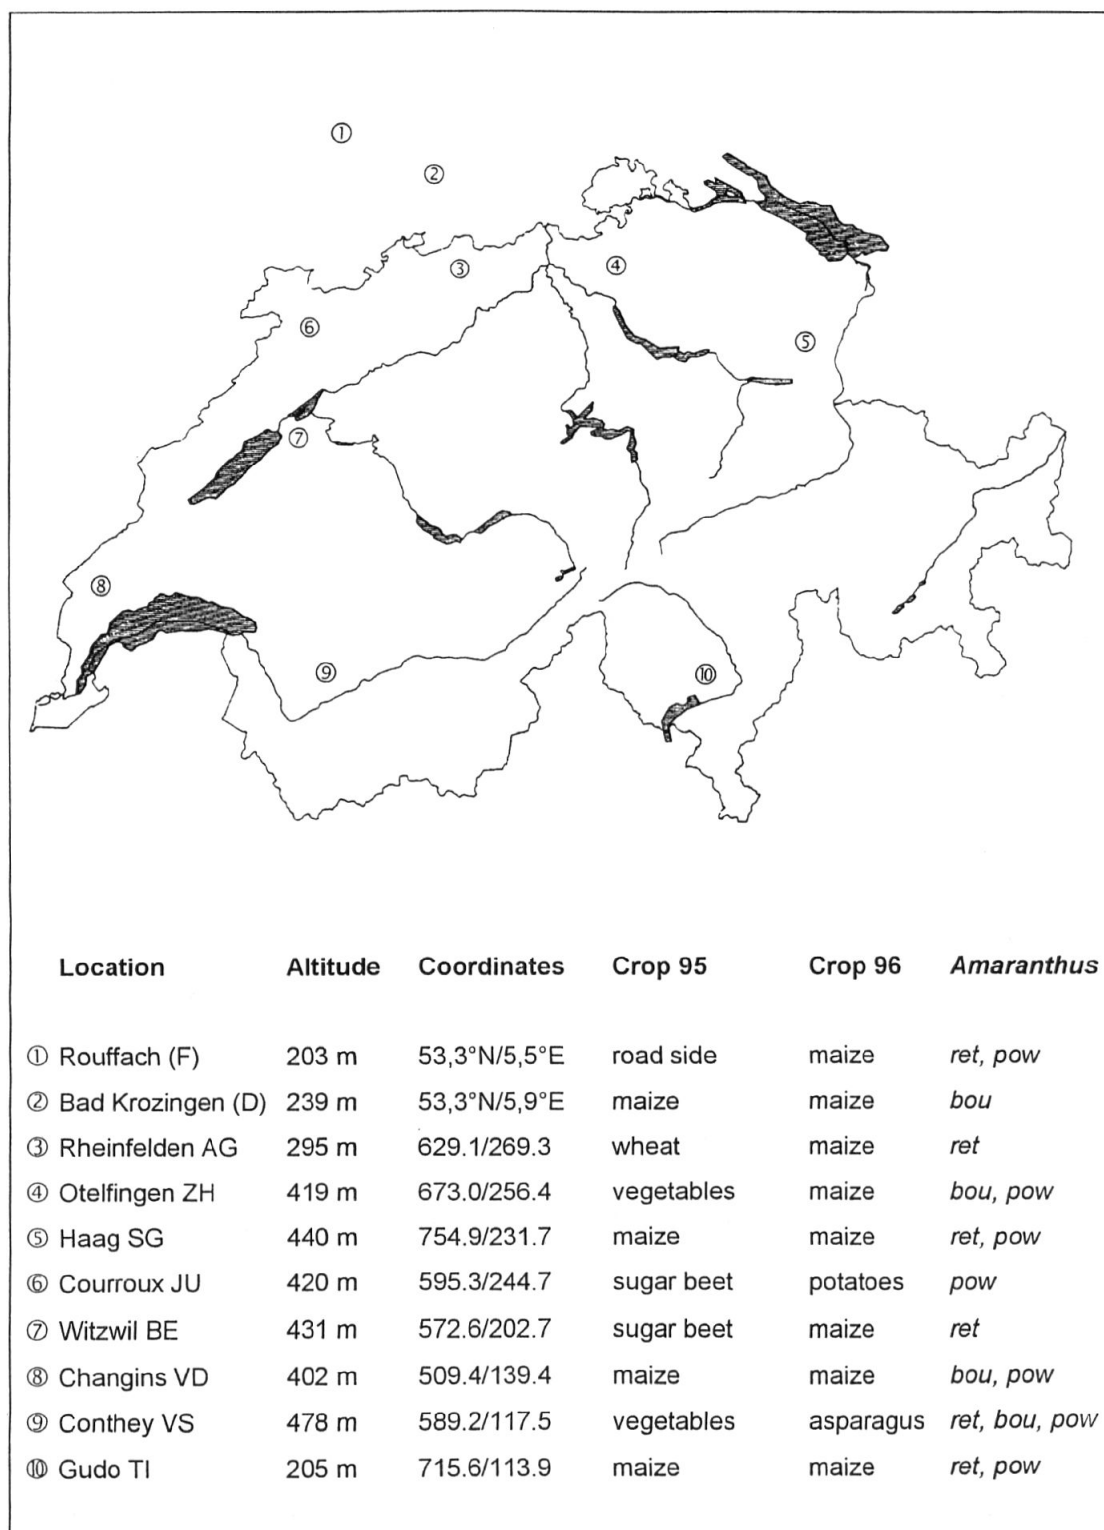 ①
②
③
④
⑤
⑥
⑦
⑧
⑨
⑩
Location Altitude Coordinates Crop 95 Crop 96 Amaranthus
① Rouffach (F) 203 m 53,3°N/5,5°E road side maize ret, pow
② Bad Krozingen (D) 239 m 53,3°N/5,9°E maize maize bou
③ Rheinfelden AG 295 m 629.1/269.3 wheat maize ret
④ Otelfingen ZH 419 m 673.0/256.4 vegetables maize bou, pow
⑤ Haag SG 440 m 754.9/231.7 maize maize ret, pow
⑥ Courroux JU 420 m 595.3/244.7 sugar beet potatoes pow
⑦ Witzwil BE 431 m 572.6/202.7 sugar beet maize ret
⑧ Changins VD 402 m 509.4/139.4 maize maize bou, pow
⑨ Conthey VS 478 m 589.2/117.5 vegetables asparagus ret, bou, pow
⑩ Gudo TI 205 m 715.6/113.9 maize maize ret, pow